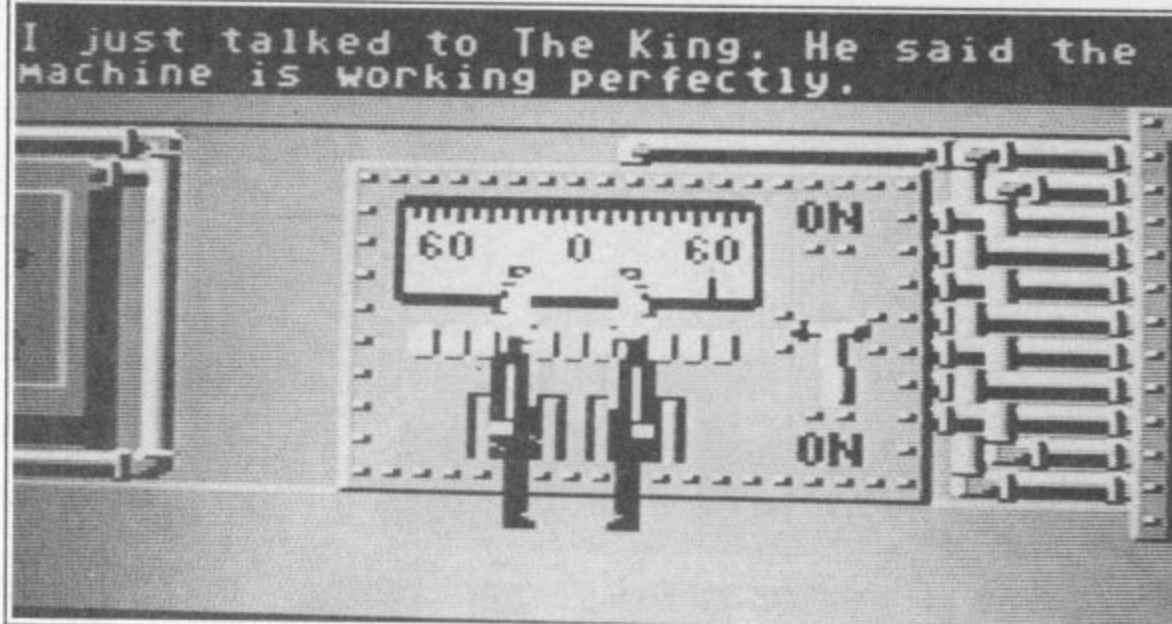 I just talked to The King. He said the
machine is working perfectly.
60 0 60
ON
ON